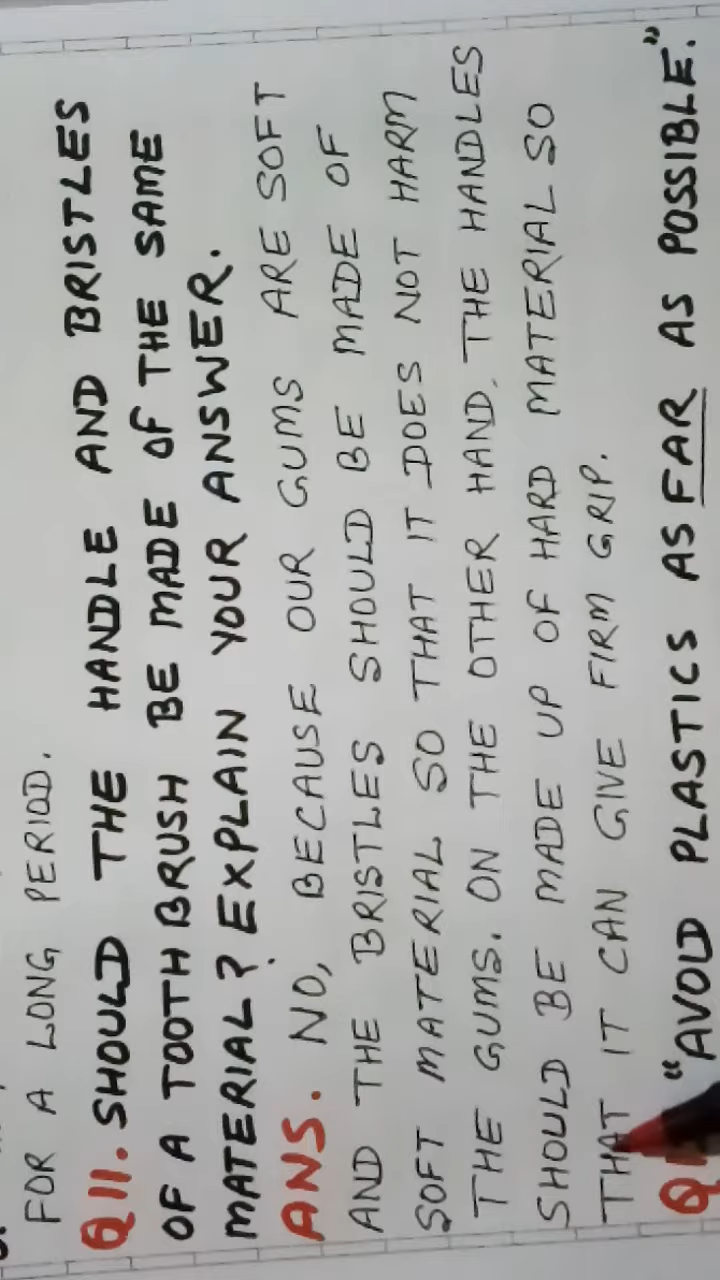 FOR A LONG PERIOD.
Q11. SHOULD THE HANDLE AND BRISTLES
OF A TOOTH BRUSH BE MADE OF THE SAME
MATERIAL? EXPLAIN YOUR ANSWER.
ANS. NO, BECAUSE OUR GUMS ARE SOFT
AND THE BRISTLES SHOULD BE MADE OF
SOFT MATERIAL SO THAT IT DOES NOT HARM
THE GUMS. ON THE OTHER HAND, THE HANDLES
SHOULD BE MADE UP OF HARD MATERIAL SO
THAT IT CAN GIVE FIRM GRIP.
"AVOID PLASTICS AS FAR AS POSSIBLE."